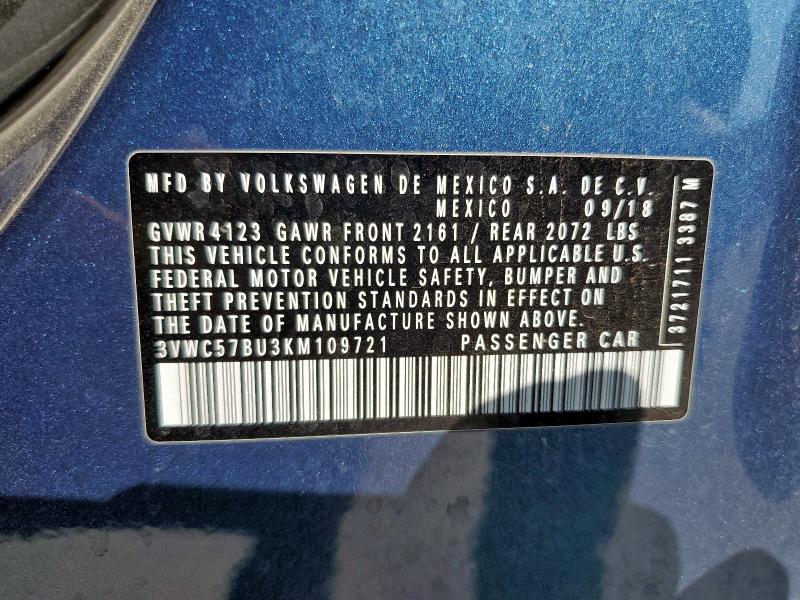 MFD BY VOLKSWAGEN DE MEXICO S.A. DE C.V.
MEXICO 09/18
GVWR 4123 GAWR FRONT 2161 / REAR 2072 LBS
THIS VEHICLE CONFORMS TO ALL APPLICABLE U.S.
FEDERAL MOTOR VEHICLE SAFETY, BUMPER AND
THEFT PREVENTION STANDARDS IN EFFECT ON
THE DATE OF MANUFACTURE SHOWN ABOVE.
3VWC57BU3KM109721 PASSENGER CAR
3721711 3387 M